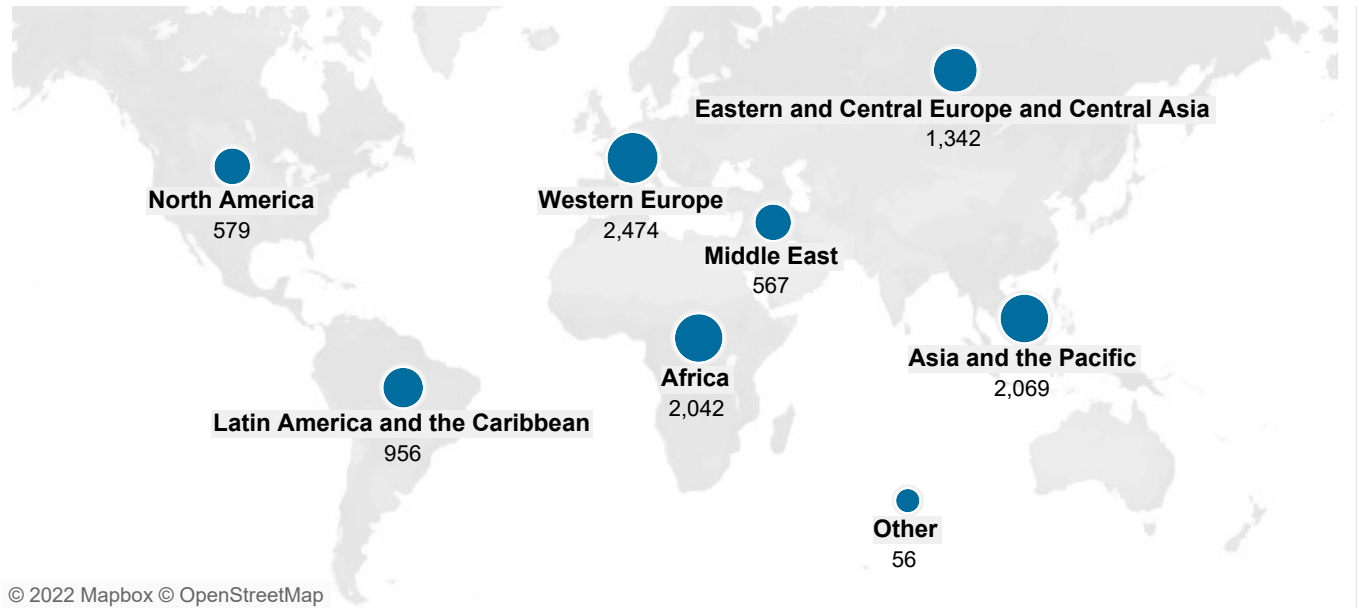 Eastern and Central Europe and Central Asia
1,342
North America
579
Western Europe
2,474
Middle East
567
Asia and the Pacific
2,069
Africa
2,042
Latin America and the Caribbean
956
Other
56
© 2022 Mapbox © OpenStreetMap